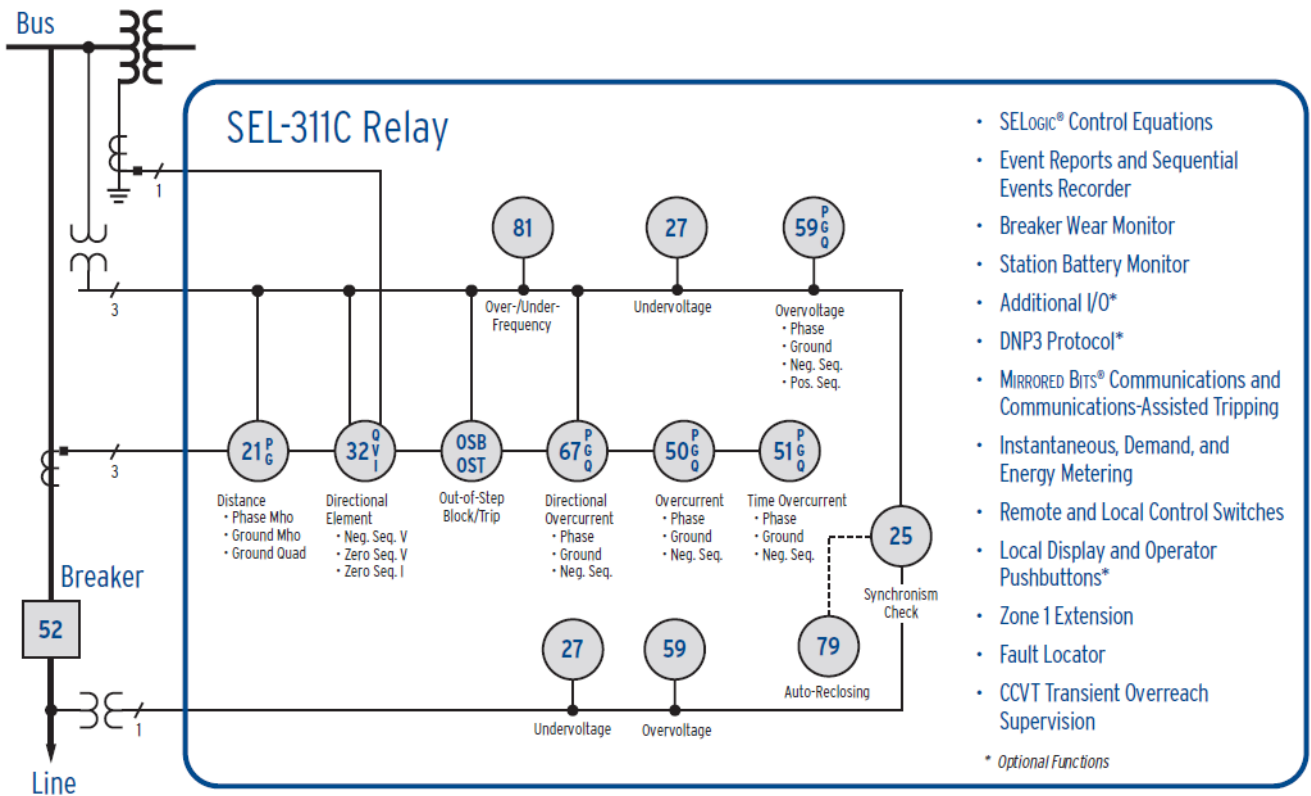 Bus
SEL-311C Relay
1
3
81
Over-/Under-
Frequency
27
Undervoltage
59 P G Q
Overvoltage
• Phase
• Ground
• Neg. Seq.
• Pos. Seq.
3
21 P G
Distance
• Phase Mho
• Ground Mho
• Ground Quad
32 Q V I
Directional
Element
• Neg. Seq. V
• Zero Seq. V
• Zero Seq. I
OSB
OST
Out-of-Step
Block/Trip
67 P G Q
Directional
Overcurrent
• Phase
• Ground
• Neg. Seq.
50 P G Q
Overcurrent
• Phase
• Ground
• Neg. Seq.
51 P G Q
Time Overcurrent
• Phase
• Ground
• Neg. Seq.
25
Synchronism
Check
79
Auto-Reclosing
Breaker
52
27
Undervoltage
59
Overvoltage
1
Line
• SELOGIC® Control Equations
• Event Reports and Sequential
Events Recorder
• Breaker Wear Monitor
• Station Battery Monitor
• Additional I/O*
• DNP3 Protocol*
• MIRRORED BITS® Communications and
Communications-Assisted Tripping
• Instantaneous, Demand, and
Energy Metering
• Remote and Local Control Switches
• Local Display and Operator
Pushbuttons*
• Zone 1 Extension
• Fault Locator
• CCVT Transient Overreach
Supervision
* Optional Functions